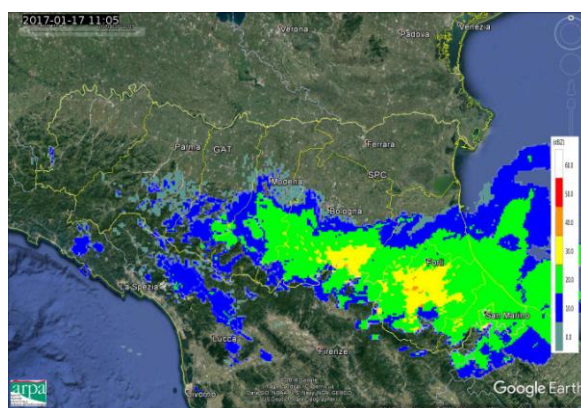 2017-01-17 11:05
Verona
Padova
Venezia
Parma
GAT
Ferrara
SPC
Modena
Bologna
(dBZ)
60.0
50.0
40.0
30.0
20.0
10.0
0.0
Forlì
La Spezia
San Marino
Lucca
Firenze
Livorno
arpa
Google Earth